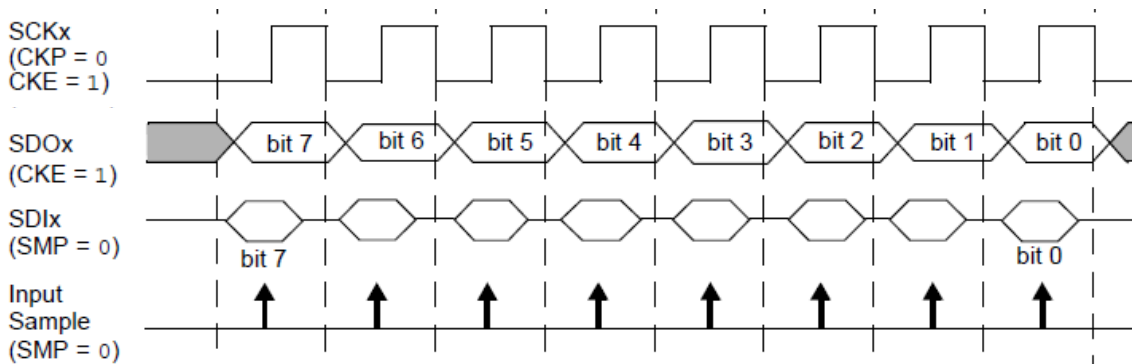 SCKx
(CKP = 0
CKE = 1)
SDOx
(CKE = 1)
bit 7 bit 6 bit 5 bit 4 bit 3 bit 2 bit 1 bit 0
SDIx
(SMP = 0)
bit 7 bit 0
Input
Sample
(SMP = 0)